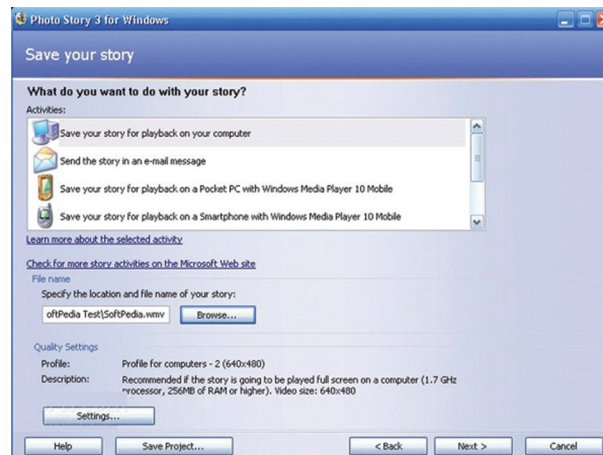 Photo Story 3 for Windows
Save your story
What do you want to do with your story?
Activities:
Save your story for playback on your computer
Send the story in an e-mail message
Save your story for playback on a Pocket PC with Windows Media Player 10 Mobile
Save your story for playback on a Smartphone with Windows Media Player 10 Mobile
Learn more about the selected activity
Check for more story activities on the Microsoft Web site
File name
Specify the location and file name of your story:
oftPedia Test\SoftPedia.wmv Browse...
Quality Settings
Profile: Profile for computers - 2 (640x480)
Description: Recommended if the story is going to be played full screen on a computer (1.7 GHz
processor, 256MB of RAM or higher). Video size: 640x480
Settings...
Help Save Project... < Back Next > Cancel